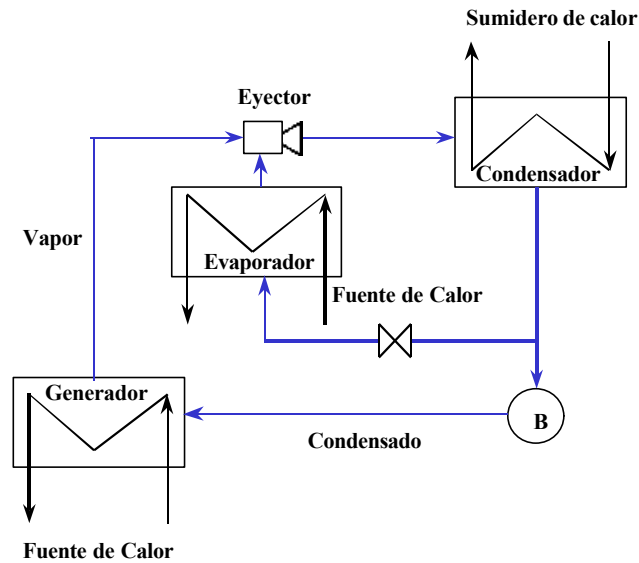 Sumidero de calor
Eyector
Condensador
Vapor
Evaporador
Fuente de Calor
Generador
B
Condensado
Fuente de Calor